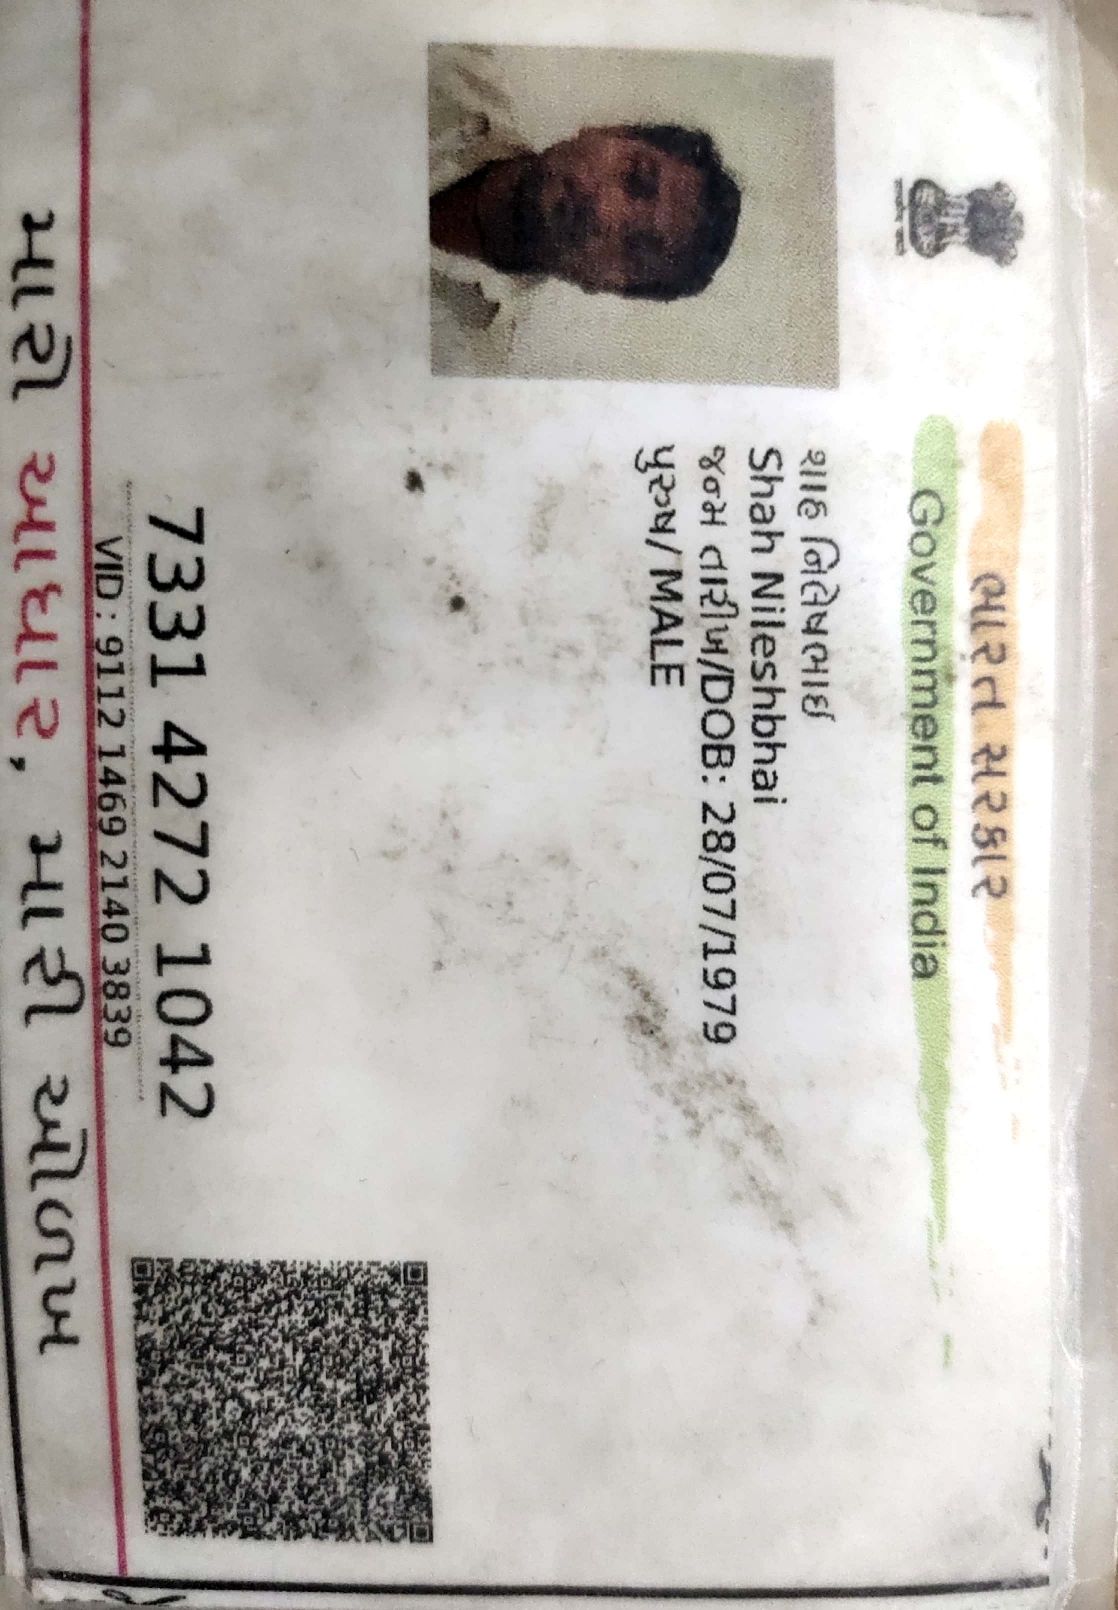 ભારત સરકાર
Government of India
શાહ નિલેષભાઇ
Shah Nileshbhai
જન્મ તારીખ/DOB: 28/07/1979
પુરુષ/ MALE
7331 4272 1042
VID: 9112 1469 2140 3839
મારો આધાર, મારી ઓળખ